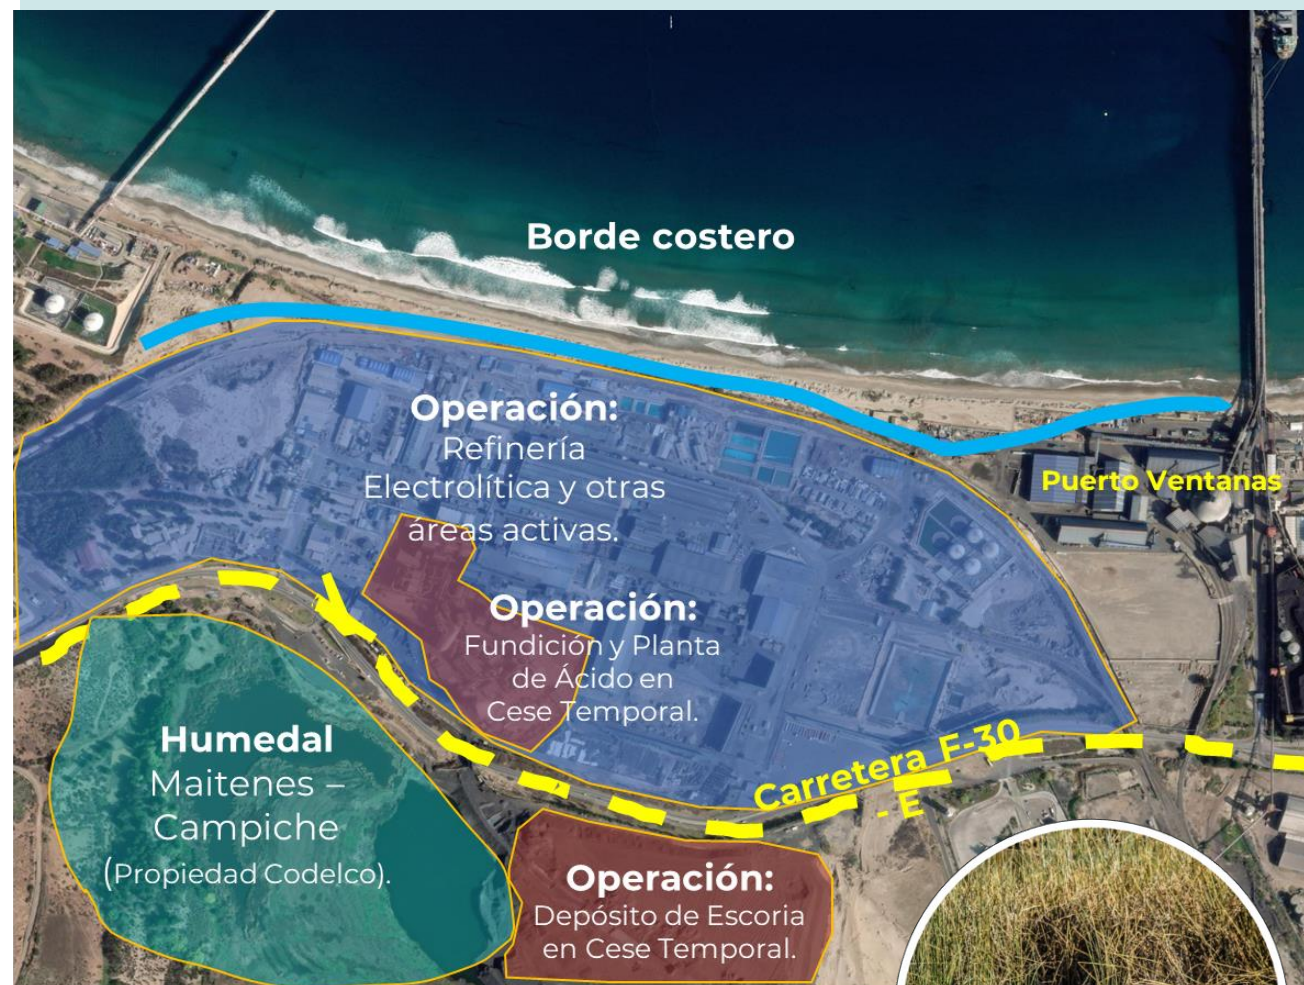 Borde costero
Operación:
Refinería
Electrolítica y otras
áreas activas.
Puerto Ventanas
Operación:
Fundición y Planta
de Ácido en
Cese Temporal.
Carretera F-30
- E
Humedal
Maitenes –
Campiche
(Propiedad Codelco).
Operación:
Depósito de Escoria
en Cese Temporal.